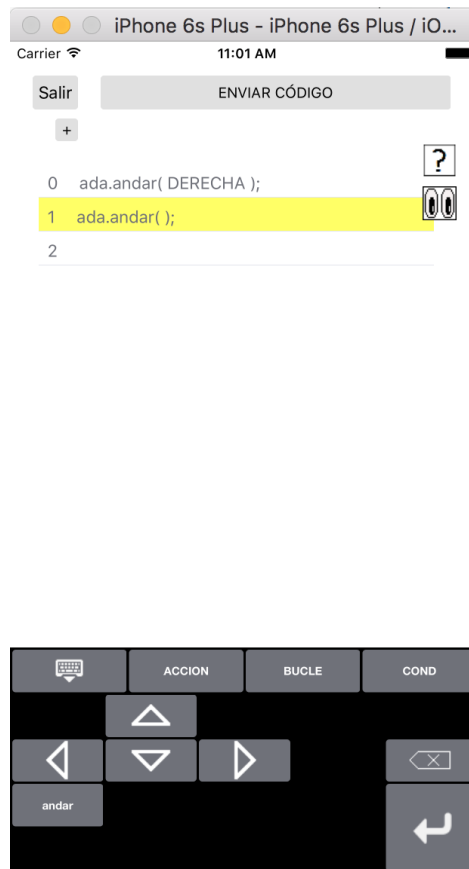 iPhone 6s Plus - iPhone 6s Plus / iO...
Carrier 11:01 AM
Salir ENVIAR CÓDIGO
+
?
0 ada.andar( DERECHA );
1 ada.andar( );
2
ACCION BUCLE COND
andar